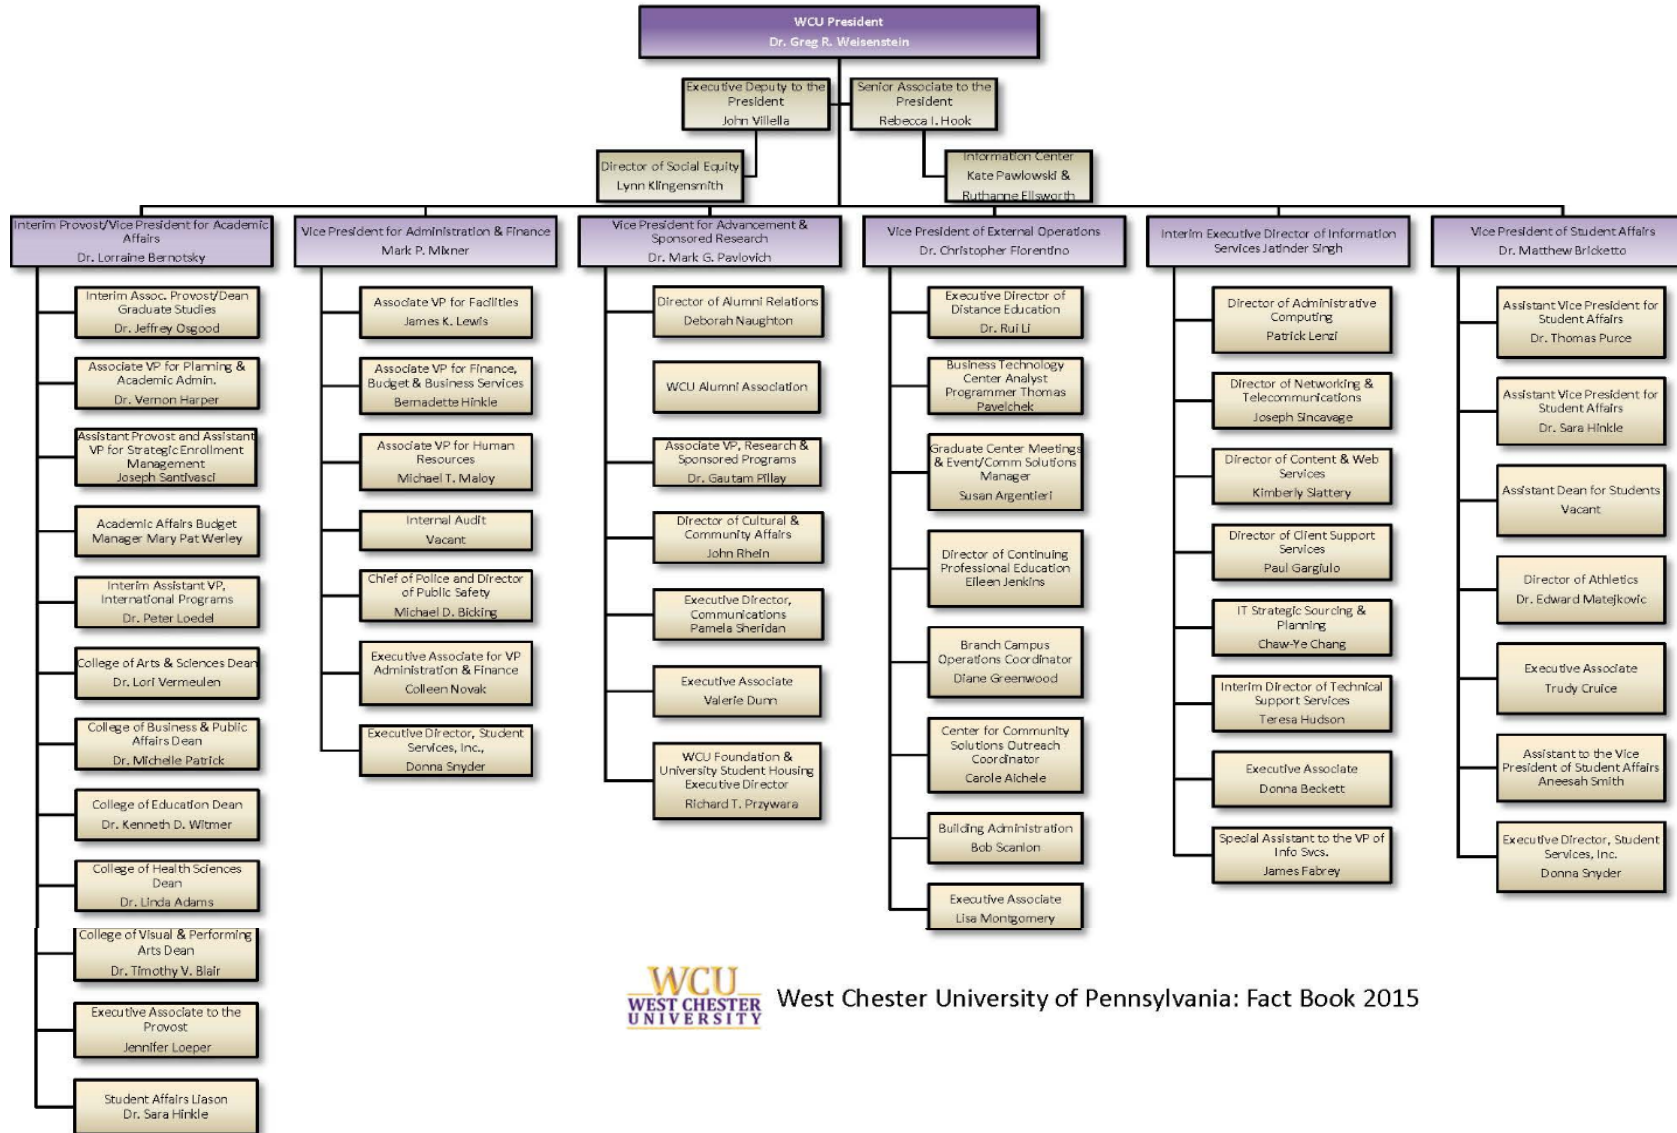 WCU President
Dr. Greg R. Weisenstein
Executive Deputy to the
President
John Villella
Senior Associate to the
President
Rebecca I. Hook
Director of Social Equity
Lynn Klingensmith
Information Center
Kate Pawlowski &
Ruthanne Ellsworth
Interim Provost/Vice President for Academic
Affairs
Dr. Lorraine Bernotsky
Interim Assoc. Provost/Dean
Graduate Studies
Dr. Jeffrey Osgood
Associate VP for Planning &
Academic Admin.
Dr. Vernon Harper
Assistant Provost and Assistant
VP for Strategic Enrollment
Management
Joseph Santivasci
Academic Affairs Budget
Manager Mary Pat Werley
Interim Assistant VP,
International Programs
Dr. Peter Loedel
College of Arts & Sciences Dean
Dr. Lori Vermeulen
College of Business & Public
Affairs Dean
Dr. Michelle Patrick
College of Education Dean
Dr. Kenneth D. Witmer
College of Health Sciences
Dean
Dr. Linda Adams
College of Visual & Performing
Arts Dean
Dr. Timothy V. Blair
Executive Associate to the
Provost
Jennifer Loeper
Student Affairs Liason
Dr. Sara Hinkle
Vice President for Administration & Finance
Mark P. Mixner
Associate VP for Facilities
James K. Lewis
Associate VP for Finance,
Budget & Business Services
Bernadette Hinkle
Associate VP for Human
Resources
Michael T. Maloy
Internal Audit
Vacant
Chief of Police and Director
of Public Safety
Michael D. Bicking
Executive Associate for VP
Administration & Finance
Colleen Novak
Executive Director, Student
Services, Inc.,
Donna Snyder
Vice President for Advancement &
Sponsored Research
Dr. Mark G. Pavlovich
Director of Alumni Relations
Deborah Naughton
WCU Alumni Association
Associate VP, Research &
Sponsored Programs
Dr. Gautam Pillay
Director of Cultural &
Community Affairs
John Rhein
Executive Director,
Communications
Pamela Sheridan
Executive Associate
Valerie Dunn
WCU Foundation &
University Student Housing
Executive Director
Richard T. Przywara
Vice President of External Operations
Dr. Christopher Fiorentino
Executive Director of
Distance Education
Dr. Rui Li
Business Technology
Center Analyst
Programmer Thomas
Pavelchek
Graduate Center Meetings
& Event/Comm Solutions
Manager
Susan Argentieri
Director of Continuing
Professional Education
Eileen Jenkins
Branch Campus
Operations Coordinator
Diane Greenwood
Center for Community
Solutions Outreach
Coordinator
Carole Aichele
Building Administration
Bob Scanlon
Executive Associate
Lisa Montgomery
Interim Executive Director of Information
Services Jatinder Singh
Director of Administrative
Computing
Patrick Lenzi
Director of Networking &
Telecommunications
Joseph Sincavage
Director of Content & Web
Services
Kimberly Slattery
Director of Client Support
Services
Paul Gargiulo
IT Strategic Sourcing &
Planning
Chaw-Ye Chang
Interim Director of Technical
Support Services
Teresa Hudson
Executive Associate
Donna Beckett
Special Assistant to the VP of
Info Svcs.
James Fabrey
Vice President of Student Affairs
Dr. Matthew Bricketto
Assistant Vice President for
Student Affairs
Dr. Thomas Purce
Assistant Vice President for
Student Affairs
Dr. Sara Hinkle
Assistant Dean for Students
Vacant
Director of Athletics
Dr. Edward Matejkovic
Executive Associate
Trudy Cruice
Assistant to the Vice
President of Student Affairs
Aneesah Smith
Executive Director, Student
Services, Inc.
Donna Snyder
WCU
WEST CHESTER
UNIVERSITY
West Chester University of Pennsylvania: Fact Book 2015